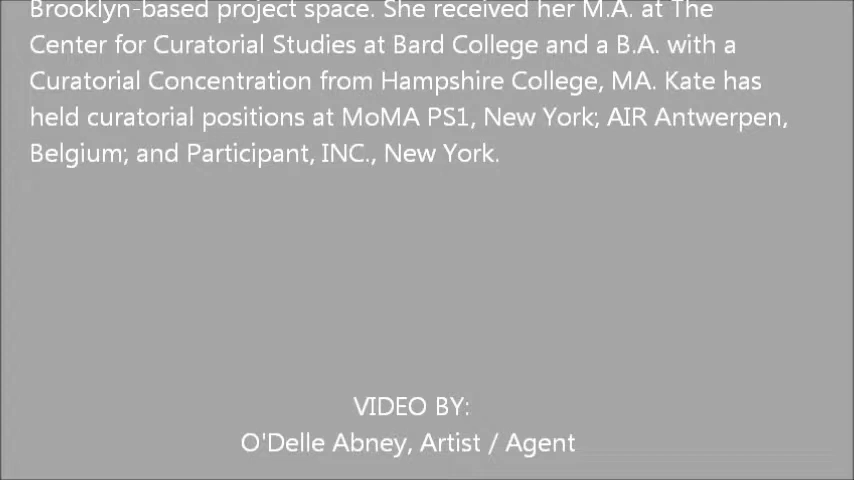 Brooklyn-based project space. She received her M.A. at The
Center for Curatorial Studies at Bard College and a B.A. with a
Curatorial Concentration from Hampshire College, MA. Kate has
held curatorial positions at MoMA PS1, New York; AIR Antwerpen,
Belgium; and Participant, INC., New York.
VIDEO BY:
O'Delle Abney, Artist / Agent